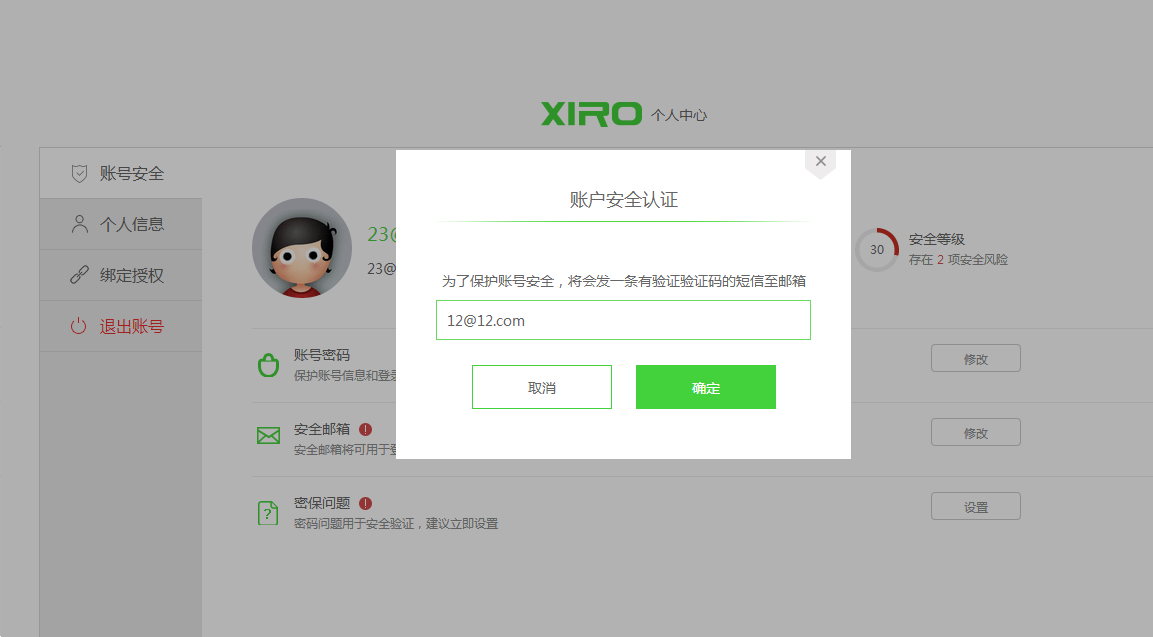 XIRO 个人中心
账号安全
个人信息
绑定授权
退出账号
23@
23@
30
安全等级
存在 2 项安全风险
账户安全认证
为了保护账号安全，将会发一条有验证验证码的短信至邮箱
12@12.com
取消
确定
账号密码
保护账号信息和登录
修改
安全邮箱
安全邮箱将可用于登
修改
密保问题
密码问题用于安全验证，建议立即设置
设置